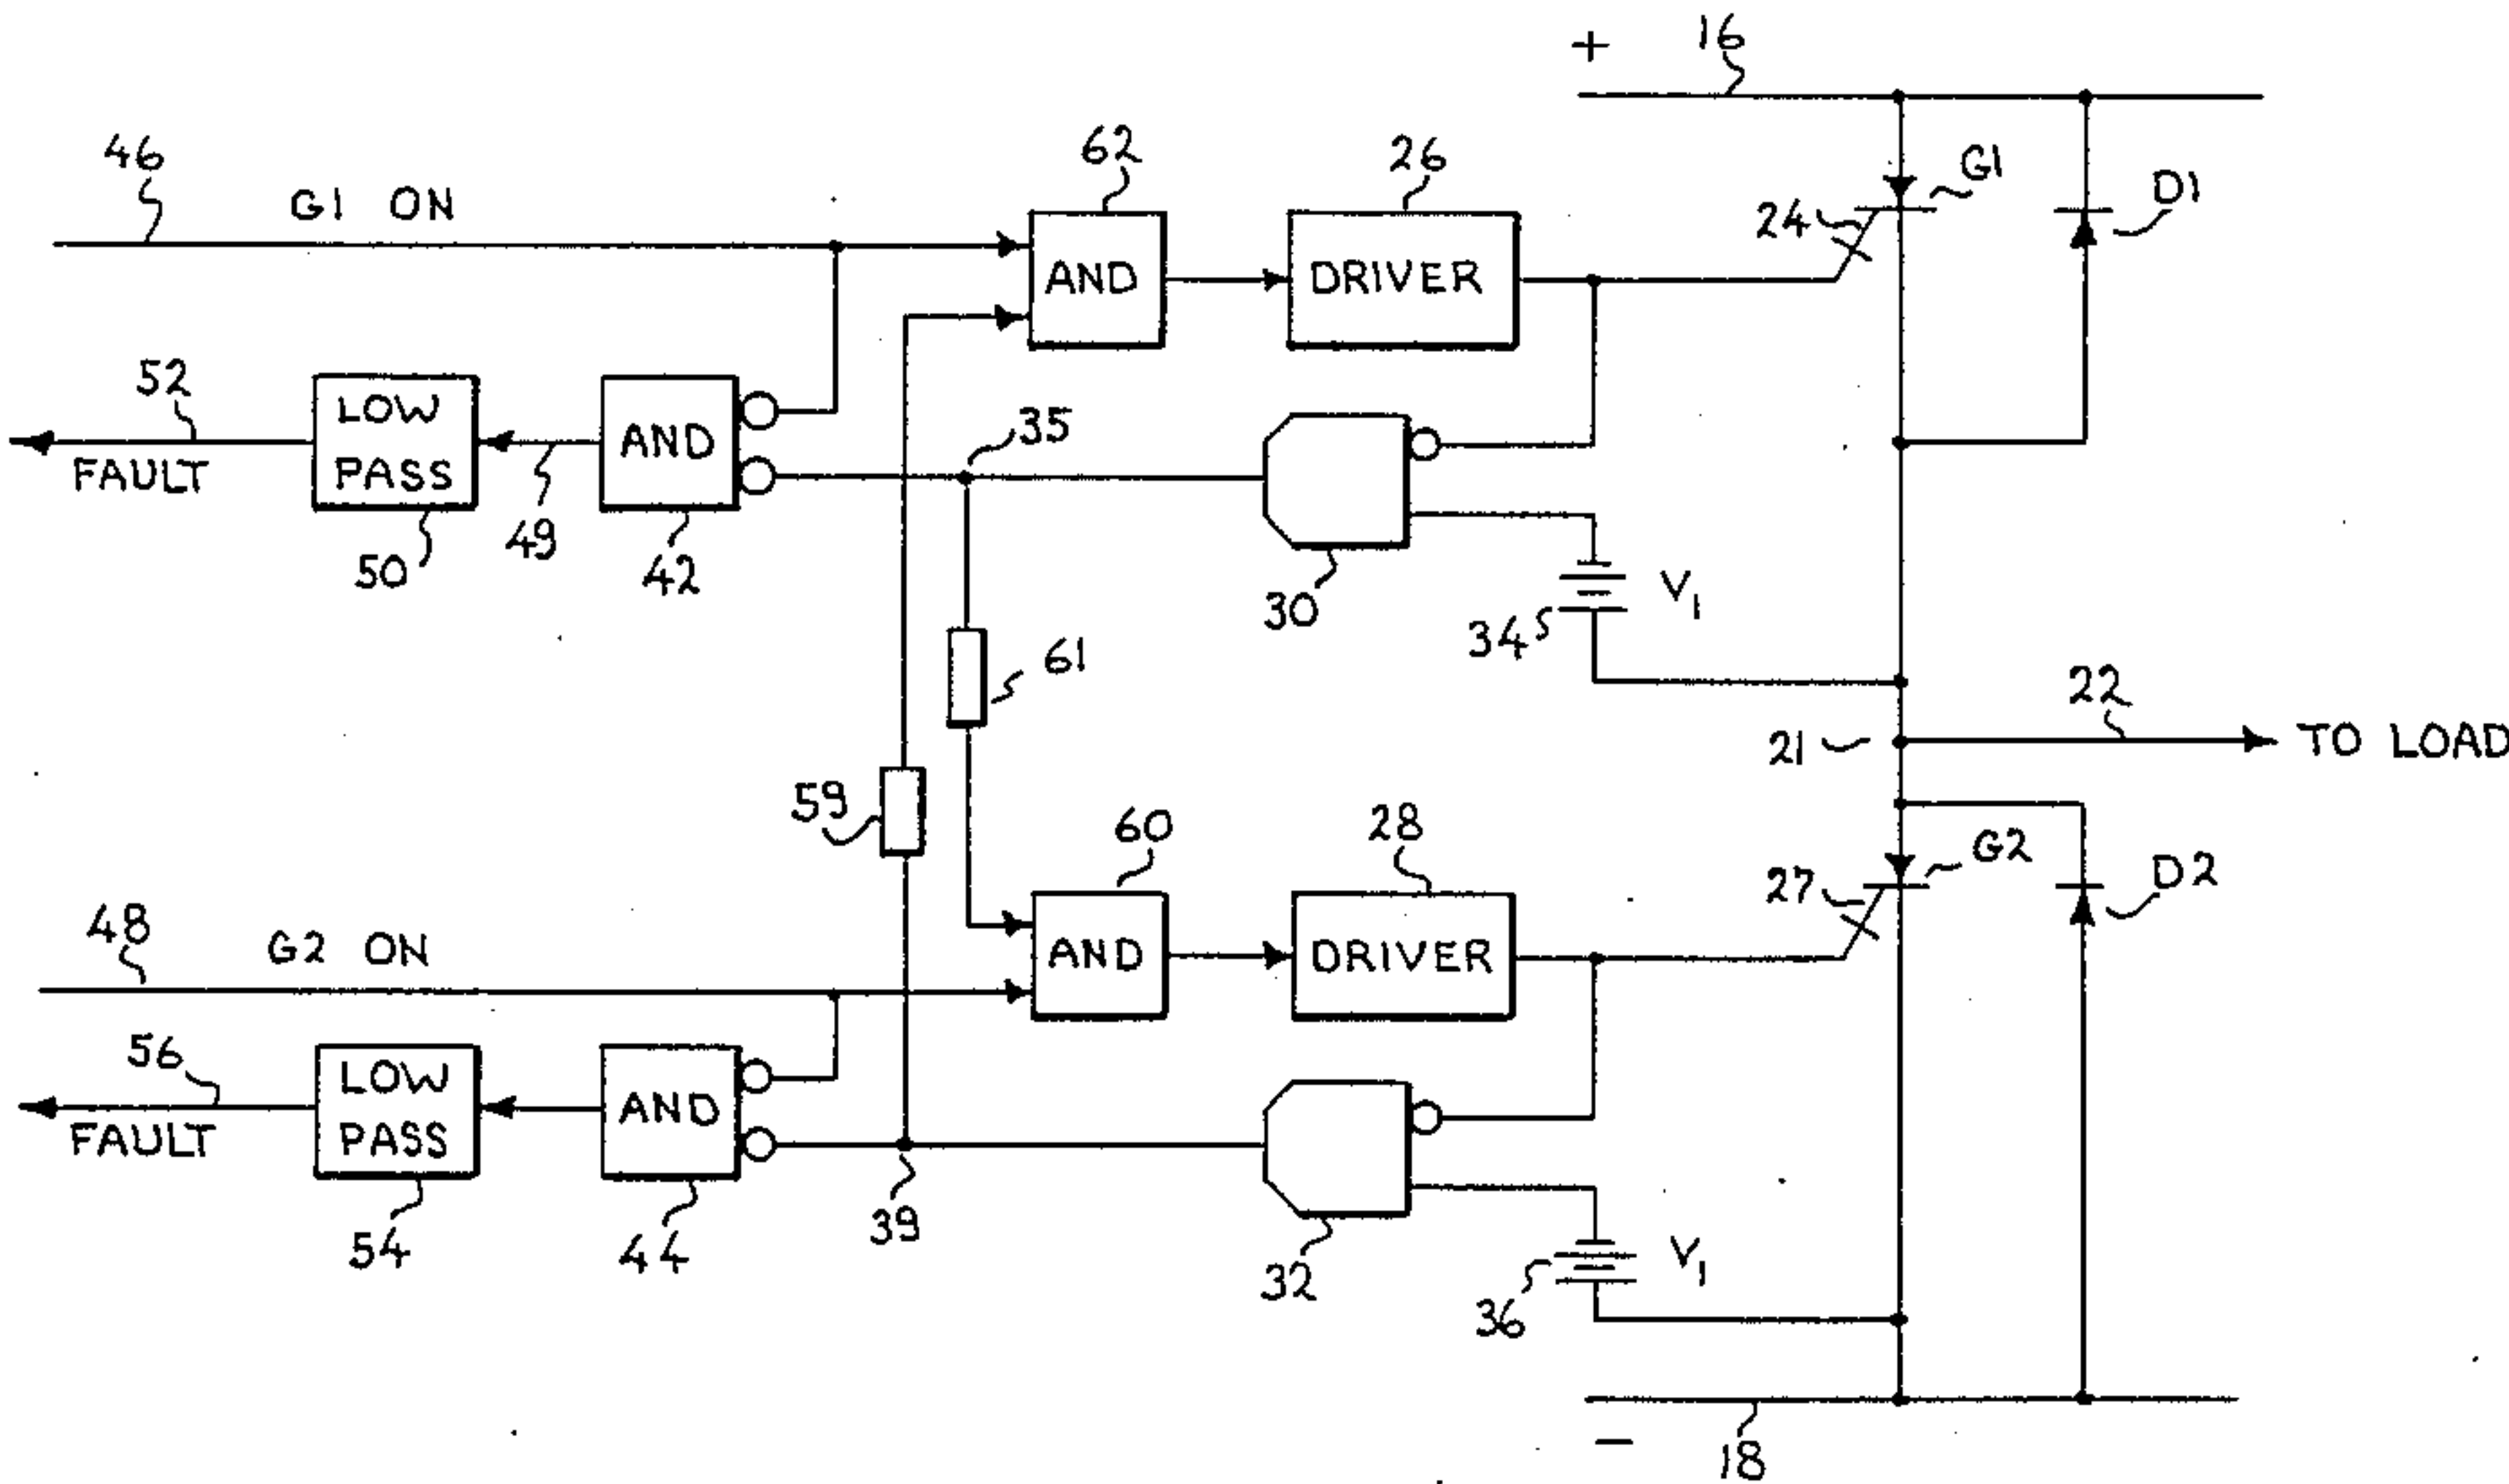 + 16
46 G1 ON 62 26 24 G1 D1
AND DRIVER
52 LOW PASS AND 35
FAULT 50 49 42 30 34 V1
61
22
21 TO LOAD
59 60 28 27 G2 D2
48 G2 ON AND DRIVER
56 LOW PASS AND
FAULT 54 44 39 32 36 V1
- 18